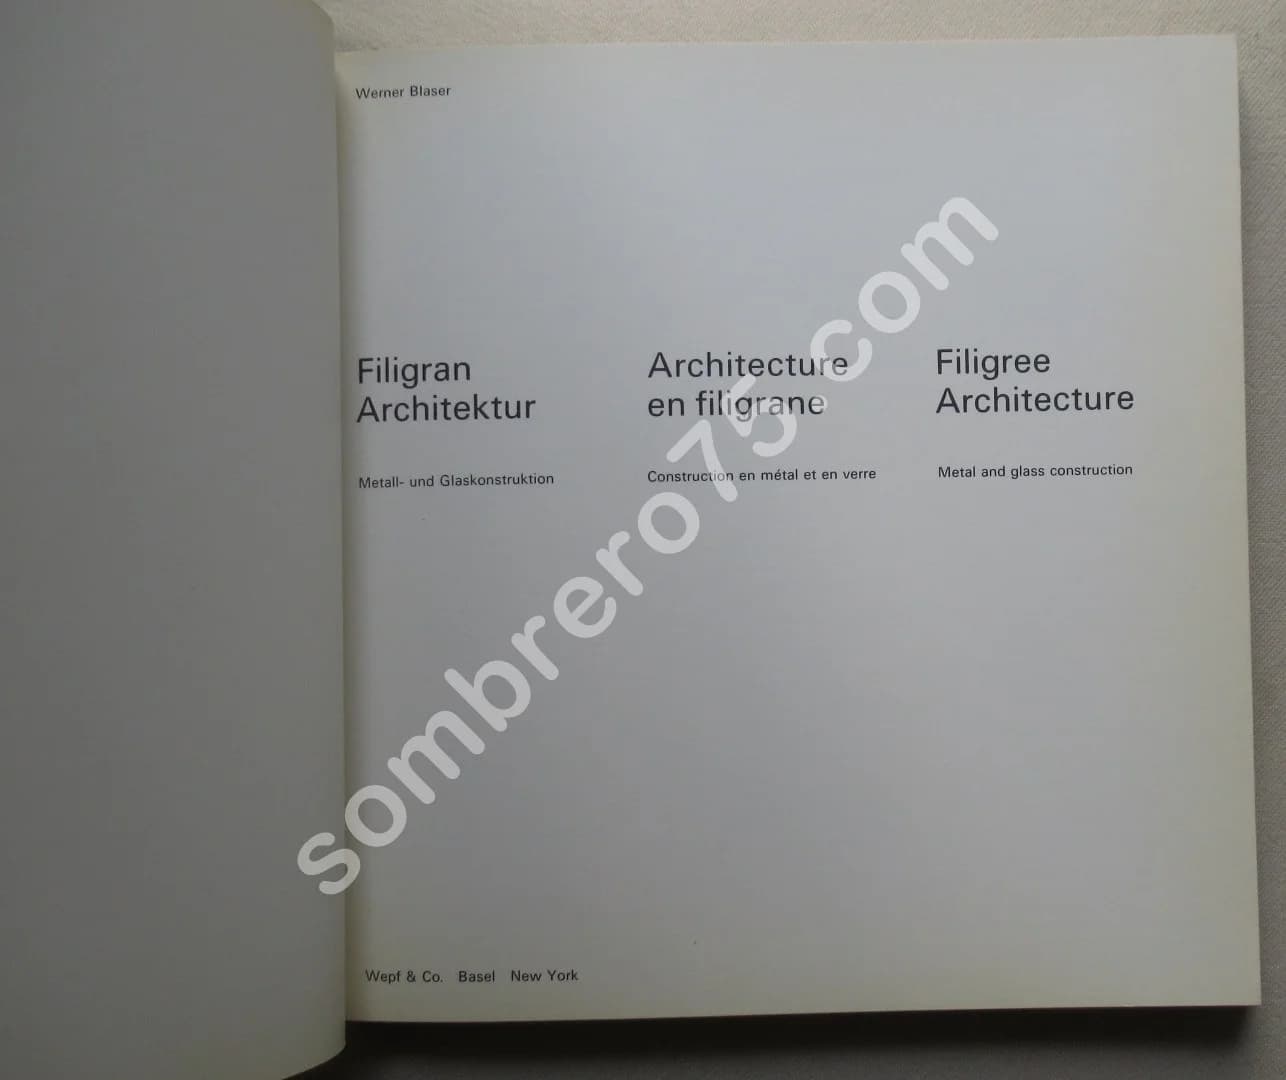 Werner Blaser
Filigran
Architektur
Metall- und Glaskonstruktion
Architecture
en filigrane
Construction en métal et en verre
Filigree
Architecture
Metal and glass construction
Wepf & Co. Basel New York
sombrero75.com